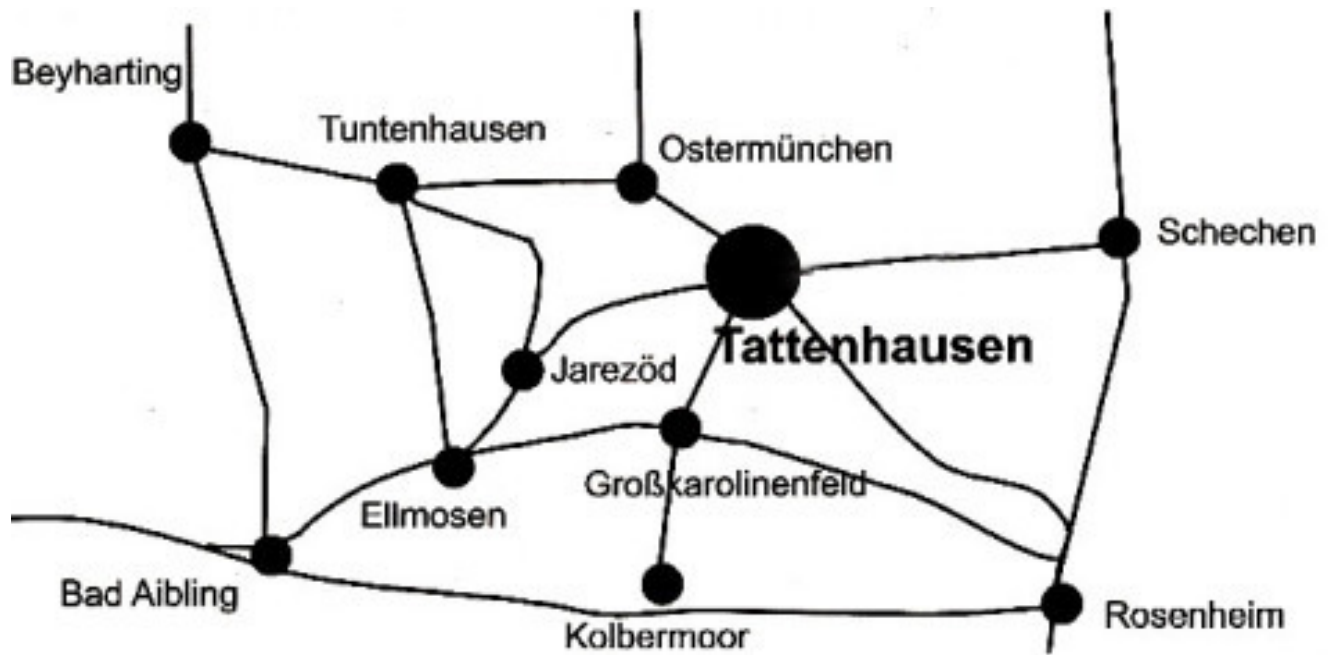 Beyharting
Tuntenhausen
Ostermünchen
Schechen
Tattenhausen
Jarezöd
Großkarolinenfeld
Ellmosen
Bad Aibling
Kolbermoor
Rosenheim